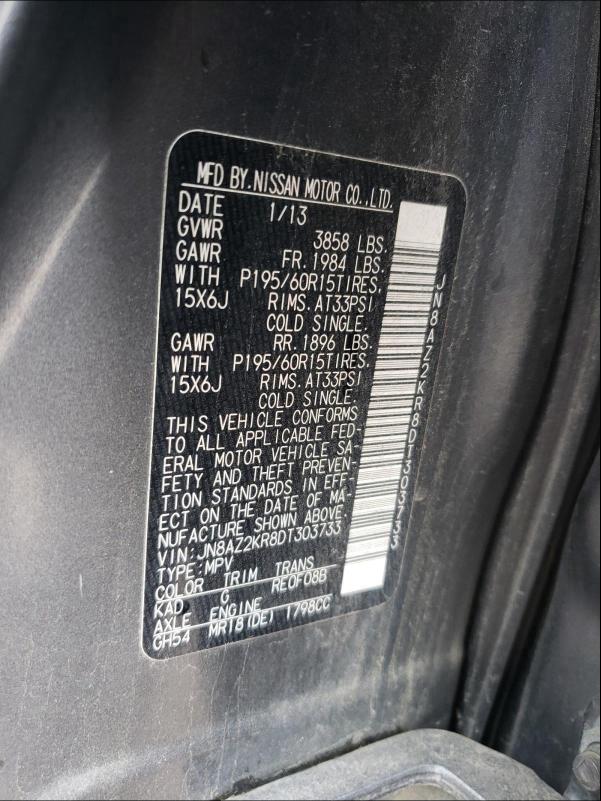 MFD BY.NISSAN MOTOR CO.,LTD.
DATE 1/13
GVWR 3858 LBS.
GAWR FR.1984 LBS.
WITH P195/60R15TIRES,
15X6J RIMS.AT33PSI
COLD SINGLE.
GAWR RR.1896 LBS.
WITH P195/60R15TIRES,
15X6J RIMS.AT33PSI
COLD SINGLE.
THIS VEHICLE CONFORMS
TO ALL APPLICABLE FED-
ERAL MOTOR VEHICLE SA-
FETY AND THEFT PREVEN-
TION STANDARDS IN EFF-
ECT ON THE DATE OF MA-
NUFACTURE SHOWN ABOVE.
VIN:JN8AZ2KR8DT303733
TYPE:MPV
COLOR TRIM TRANS
KAD G RE0F08B
AXLE ENGINE
GH54 MR18(DE) 1798CC
JN8AZ2KR8DT303733